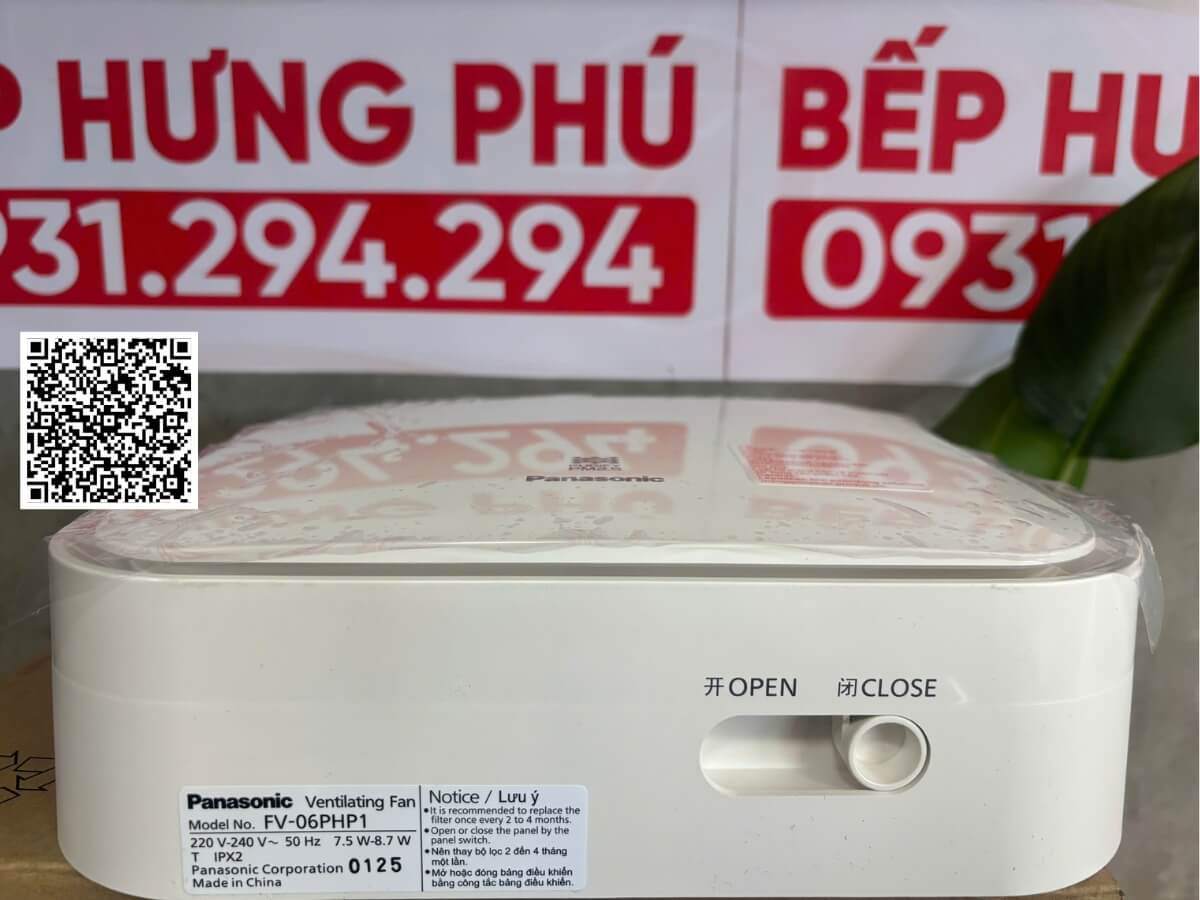 P HƯNG PHÚ
931.294.294
BẾP HƯ
0931
PM2.5
Panasonic
开 OPEN 闭 CLOSE
Panasonic Ventilating Fan
Model No. FV-06PHP1
220 V-240 V~ 50 Hz 7.5 W-8.7 W
T IPX2
Panasonic Corporation 0125
Made in China
Notice / Lưu ý
•It is recommended to replace the
filter once every 2 to 4 months.
•Open or close the panel by the
panel switch.
•Nên thay bộ lọc 2 đến 4 tháng
một lần.
•Mở hoặc đóng bảng điều khiển
bằng công tắc bảng điều khiển.